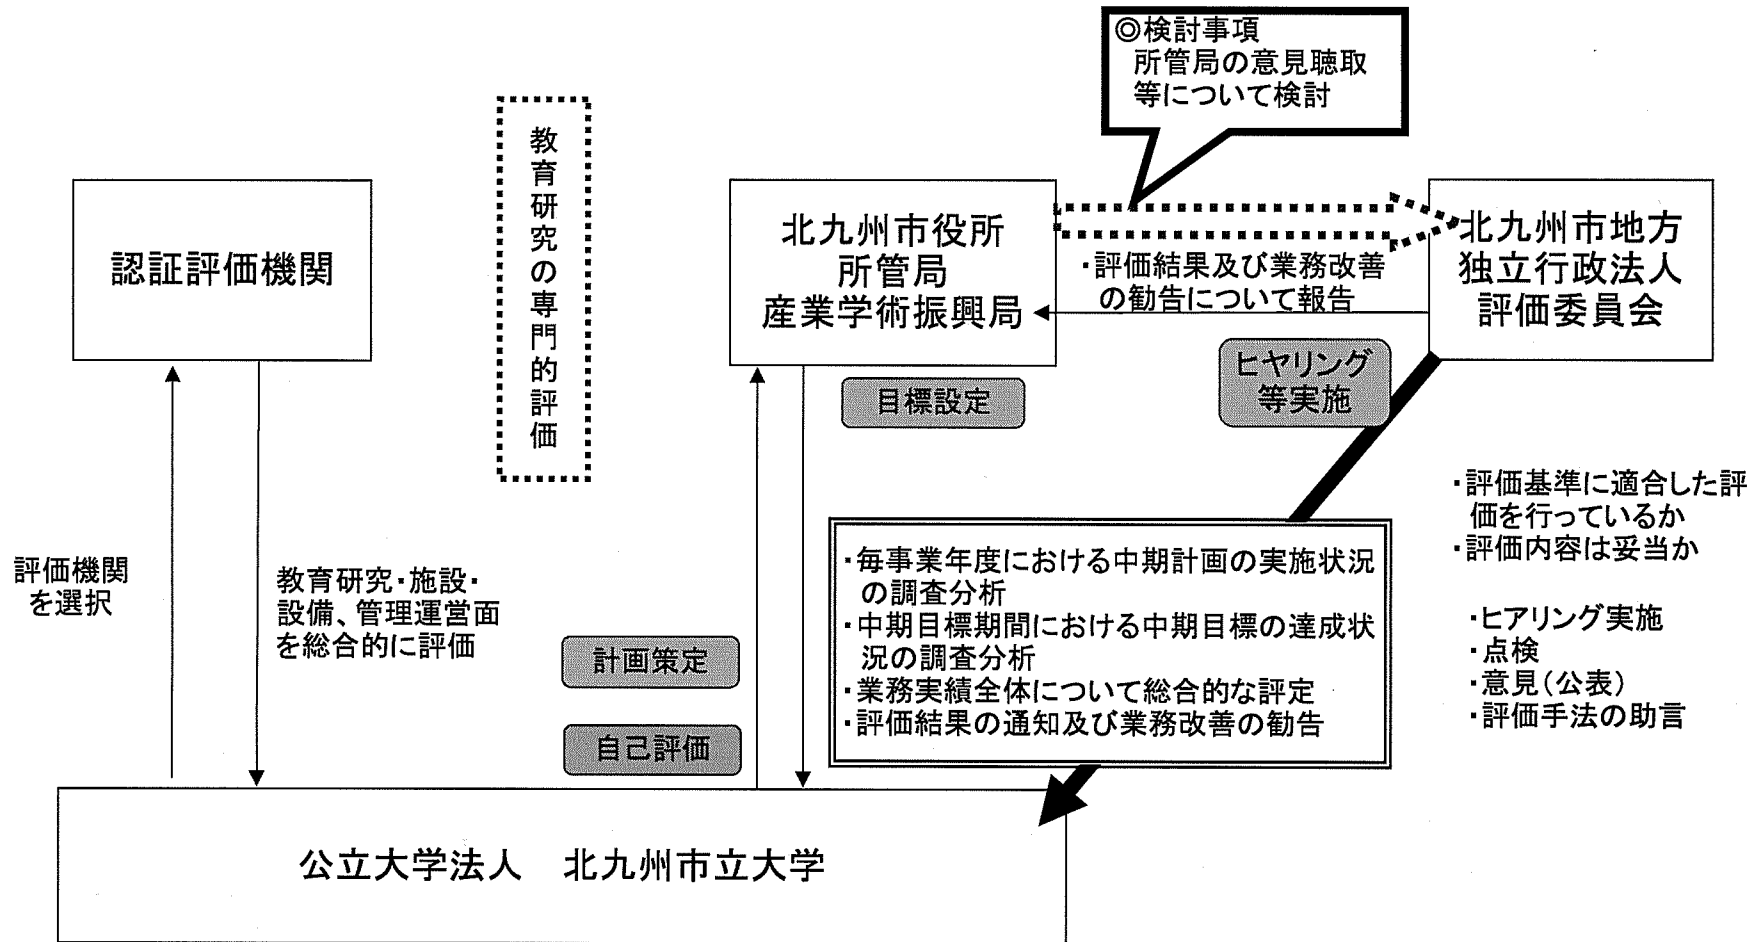 ◎検討事項
所管局の意見聴取
等について検討
教育研究の専門的評価
認証評価機関
北九州市役所
所管局
産業学術振興局
・評価結果及び業務改善
の勧告について報告
北九州市地方
独立行政法人
評価委員会
目標設定
ヒヤリング
等実施
評価機関
を選択
教育研究・施設・
設備、管理運営面
を総合的に評価
計画策定
自己評価
・毎事業年度における中期計画の実施状況
の調査分析
・中期目標期間における中期目標の達成状
況の調査分析
・業務実績全体について総合的な評定
・評価結果の通知及び業務改善の勧告
・評価基準に適合した評
価を行っているか
・評価内容は妥当か
・ヒアリング実施
・点検
・意見(公表)
・評価手法の助言
公立大学法人　北九州市立大学